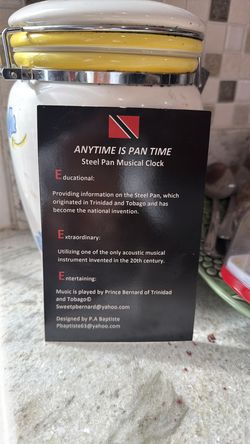 ANYTIME IS PAN TIME
Steel Pan Musical Clock
Educational:
Providing information on the Steel Pan, which
originated in Trinidad and Tobago and has
become the national invention.
Extraordinary:
Utilizing one of the only acoustic musical
instrument Invented in the 20th century.
Entertaining:
Music is played by Prince Bernard of Trinidad
and Tobago©
Sweetpbernard@yahoo.com
Designed by P.A Baptiste
Pbaptiste61@yahoo.com